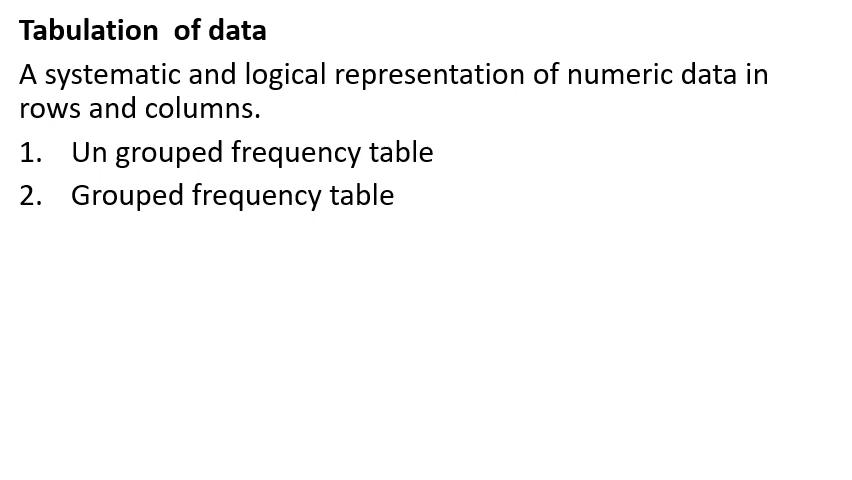 Tabulation  of data
A systematic and logical representation of numeric data in
rows and columns.
1. Un grouped frequency table
2. Grouped frequency table